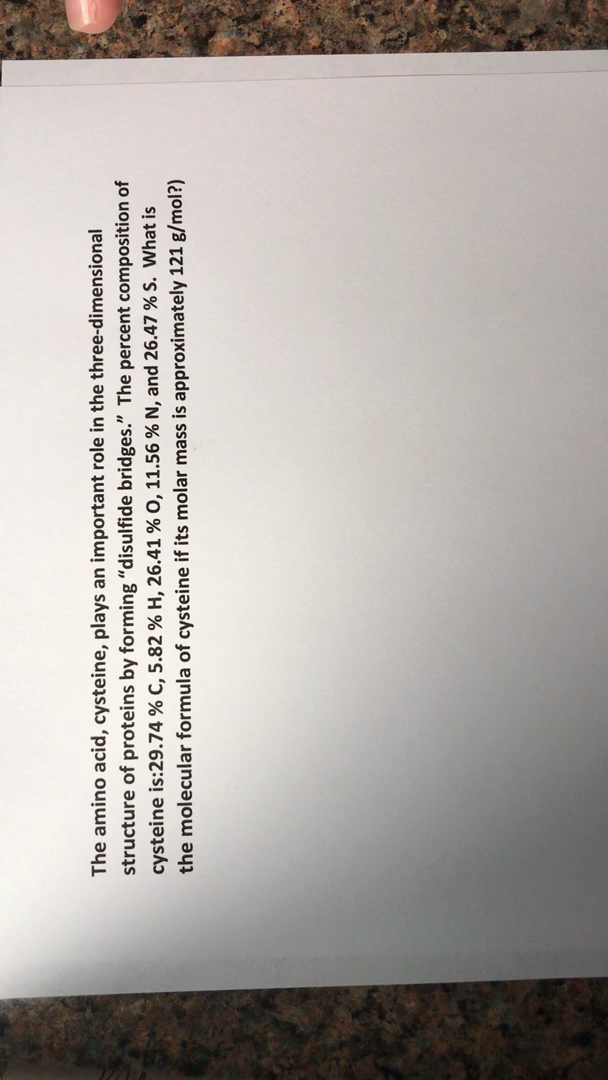 The amino acid, cysteine, plays an important role in the three-dimensional
structure of proteins by forming “disulfide bridges.”  The percent composition of
cysteine is:29.74 % C, 5.82 % H, 26.41 % O, 11.56 % N, and 26.47 % S.  What is
the molecular formula of cysteine if its molar mass is approximately 121 g/mol?)